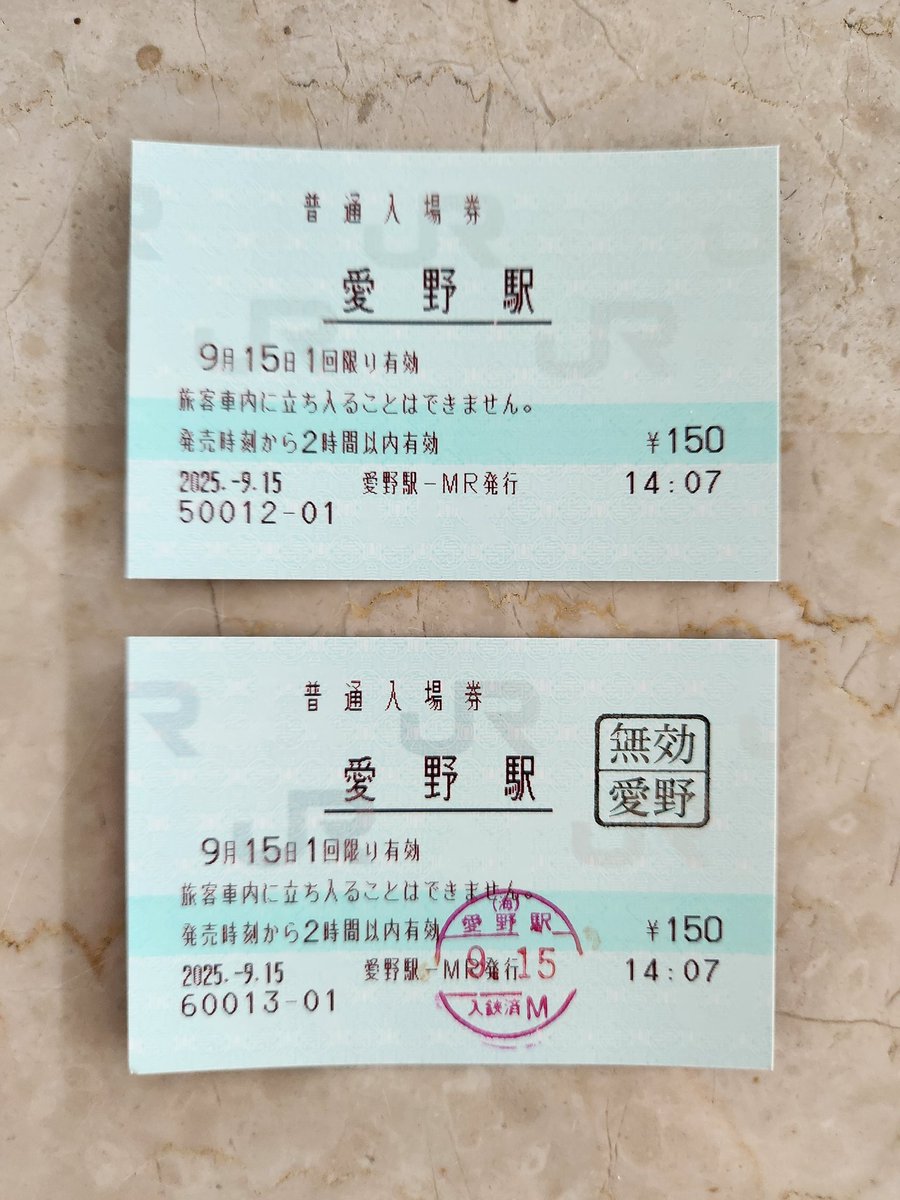 普通入場券
愛野駅
9月15日1回限り有効
旅客車内に立ち入ることはできません。
発売時刻から2時間以内有効 ¥150
2025.-9.15 愛野駅-MR発行 14:07
50012-01
普通入場券
愛野駅
無効
愛野
9月15日1回限り有効
旅客車内に立ち入ることはできません。
発売時刻から2時間以内有効 ¥150
2025.-9.15 愛野駅-MR発行 14:07
60013-01
(海)
愛野駅
9.15
入鋏済M
JR
JR
JR
JR